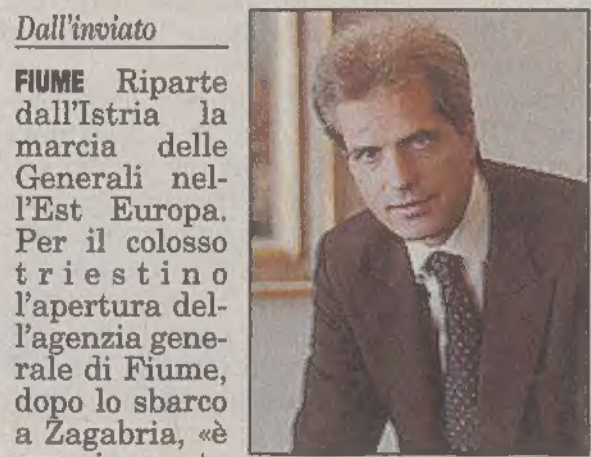 Dall'inviato
FIUME Riparte
dall'Istria la
marcia delle
Generali nel-
l'Est Europa.
Per il colosso
triestino
l'apertura del-
l'agenzia gene-
rale di Fiume,
dopo lo sbarco
a Zagabria, «è